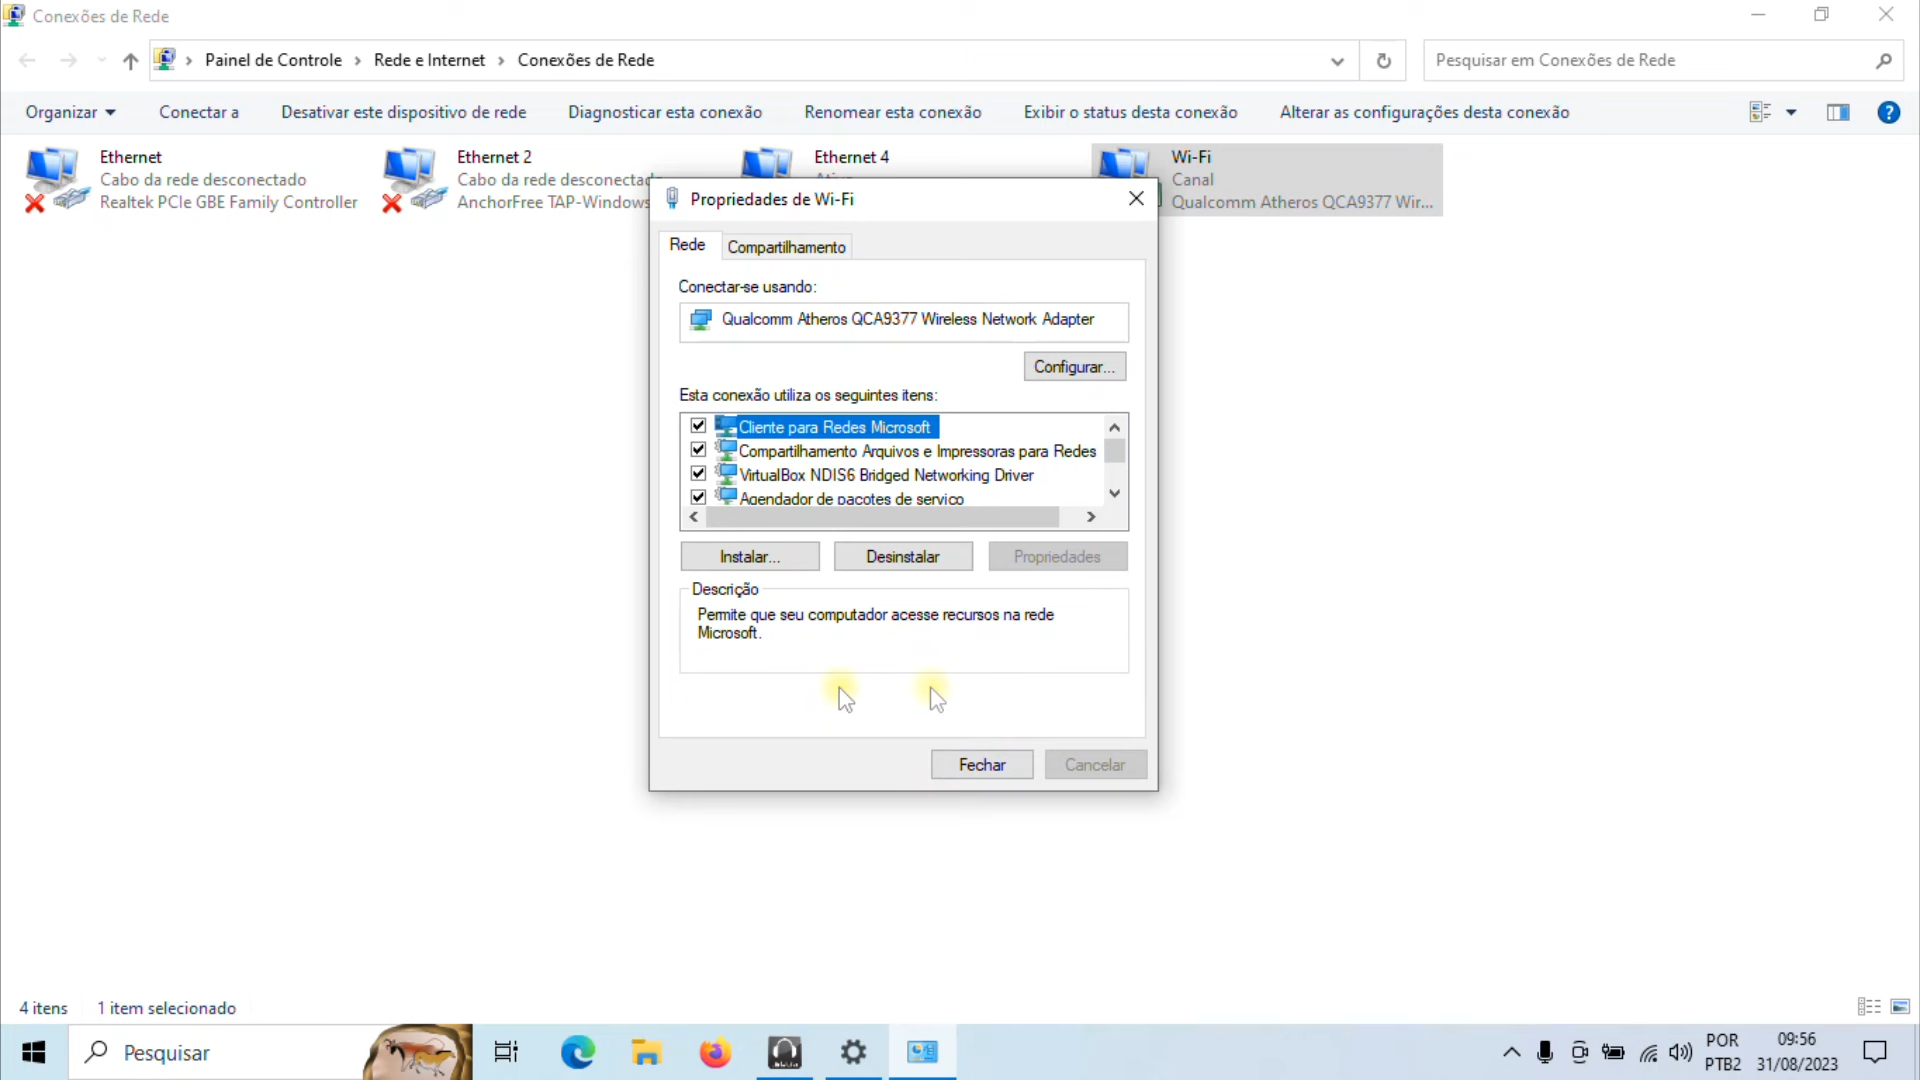 Conexões de Rede
Painel de Controle > Rede e Internet > Conexões de Rede
Pesquisar em Conexões de Rede
Organizar
Conectar a
Desativar este dispositivo de rede
Diagnosticar esta conexão
Renomear esta conexão
Exibir o status desta conexão
Alterar as configurações desta conexão
Ethernet
Cabo da rede desconectado
Realtek PCIe GBE Family Controller
Ethernet 2
Cabo da rede desconectado
AnchorFree TAP-Windows
Ethernet 4
Wi-Fi
Canal
Qualcomm Atheros QCA9377 Wir...
Propriedades de Wi-Fi
Rede
Compartilhamento
Conectar-se usando:
Qualcomm Atheros QCA9377 Wireless Network Adapter
Configurar...
Esta conexão utiliza os seguintes itens:
Cliente para Redes Microsoft
Compartilhamento Arquivos e Impressoras para Redes
VirtualBox NDIS6 Bridged Networking Driver
Agendador de pacotes de serviço
Instalar...
Desinstalar
Propriedades
Descrição
Permite que seu computador acesse recursos na rede
Microsoft.
Fechar
Cancelar
4 itens
1 item selecionado
Pesquisar
POR
PTB2
09:56
31/08/2023